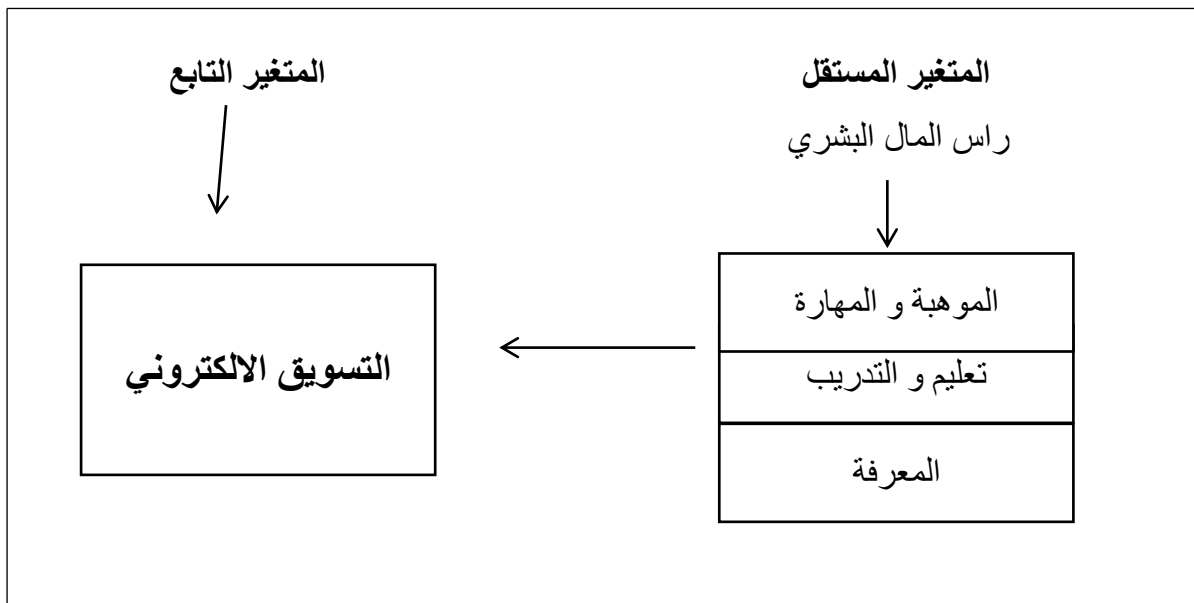 المتغير المستقل
المتغير التابع
راس المال البشري
الموهبة و المهارة
تعليم و التدريب
المعرفة
التسويق الالكتروني